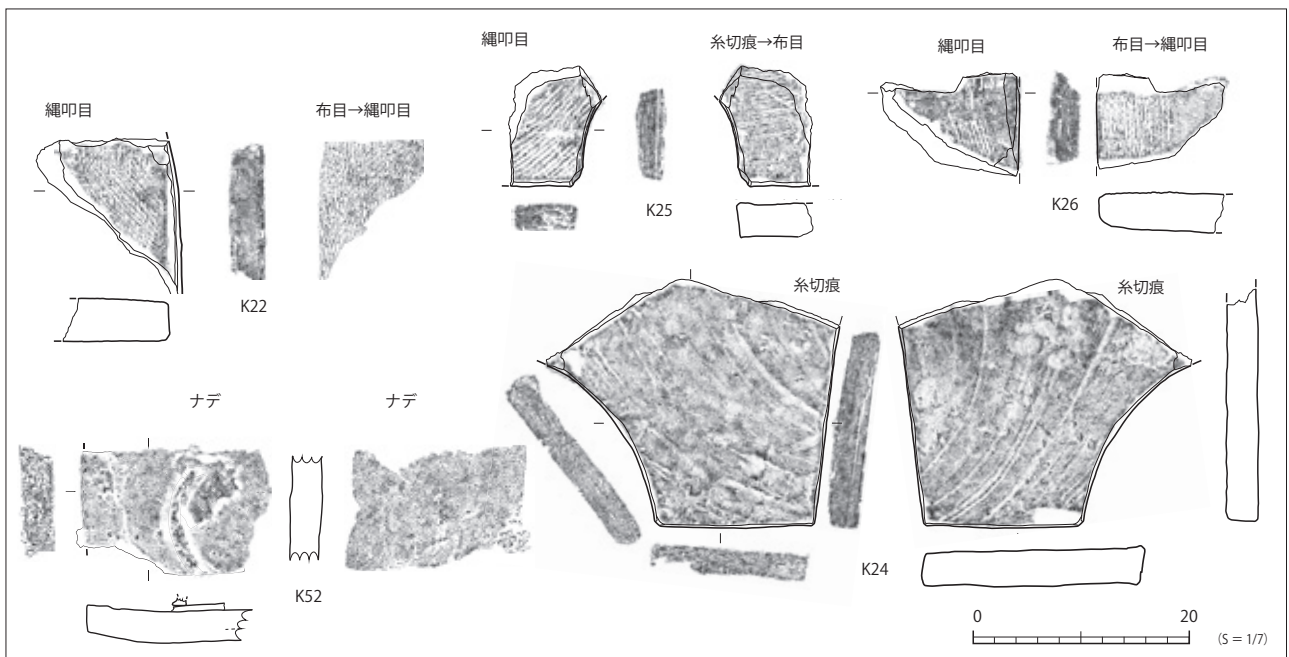 縄叩目
糸切痕→布目
縄叩目
布目→縄叩目
縄叩目
布目→縄叩目
K25
K26
K22
糸切痕
糸切痕
ナデ
ナデ
K52
K24
0
20
(S = 1/7)